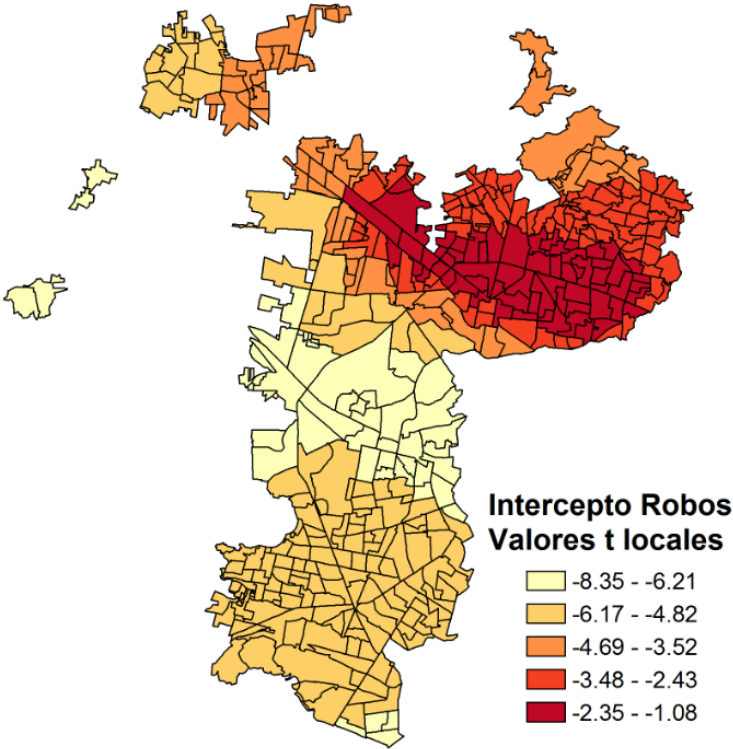 Intercepto Robos
Valores t locales
-8.35 - -6.21
-6.17 - -4.82
-4.69 - -3.52
-3.48 - -2.43
-2.35 - -1.08